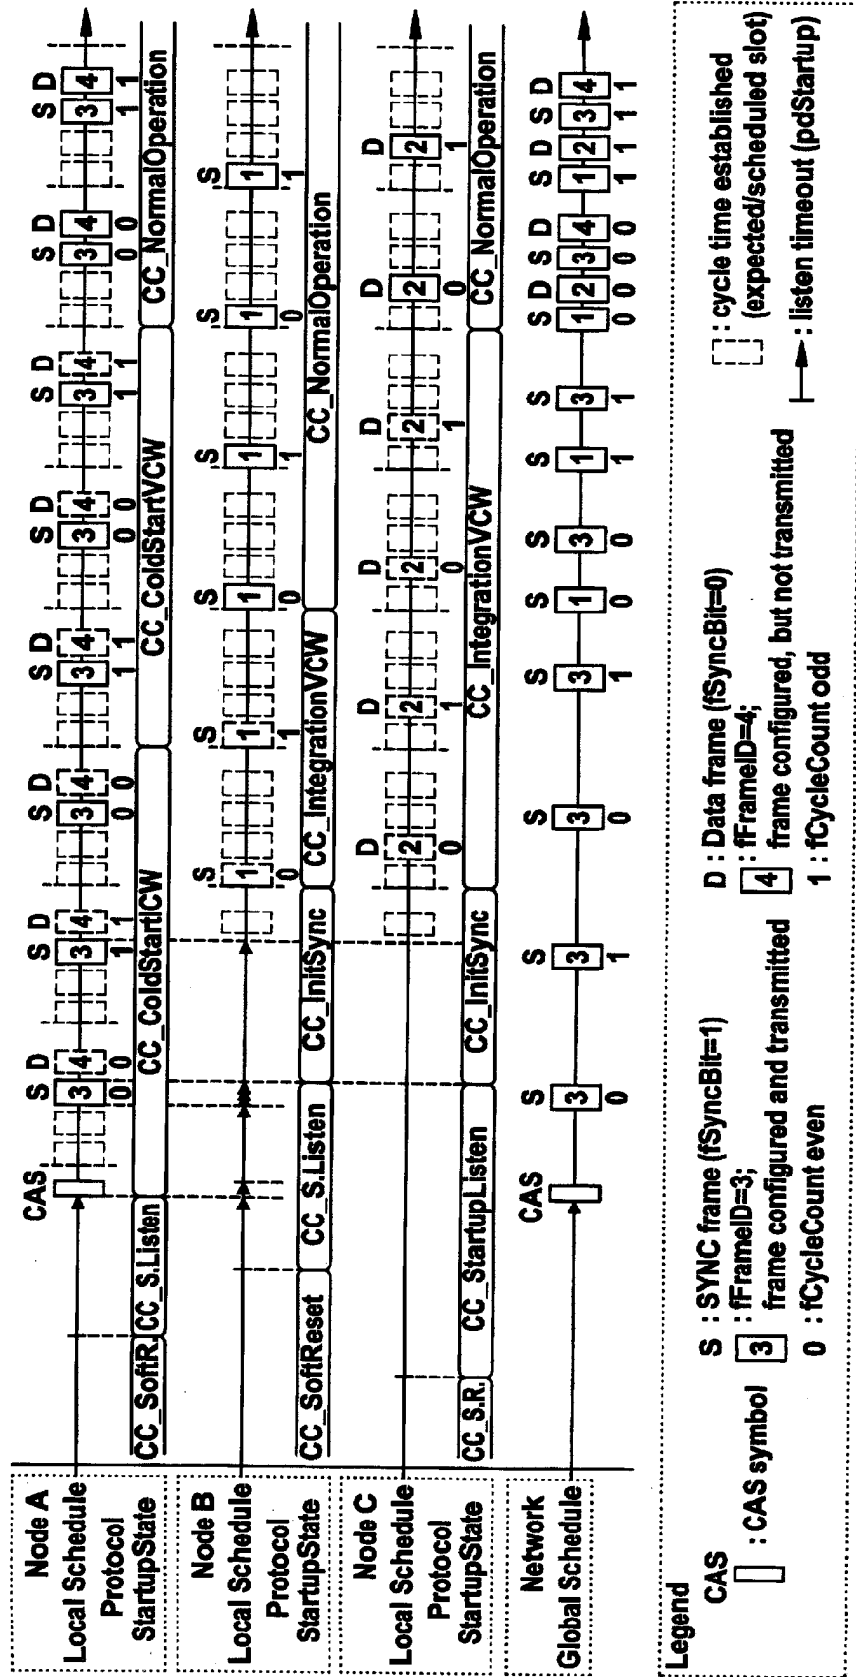 Node A
CAS S D S D S D S D S D S D S D S D
Local Schedule 3 4 3 4 3 4 3 4 3 4 3 4 3 4 3 4
0 0 1 1 0 0 1 1 0 0 1 1 0 0 1 1
Protocol
StartupState CC_SoftR. CC_S.Listen CC_ColdStartICW CC_ColdStartVCW CC_NormalOperation
Node B
S S S S S S
Local Schedule 1 1 1 1 1 1
0 1 0 1 0 1
Protocol
StartupState CC_SoftReset CC_S.Listen CC_InitSync CC_IntegrationVCW CC_NormalOperation
Node C
D D D D D D
Local Schedule 2 2 2 2 2 2
0 1 0 1 0 1
Protocol
StartupState CC_S.R. CC_StartupListen CC_InitSync CC_IntegrationVCW CC_NormalOperation
Network
CAS S S S S S S S S S D S D S D S D
Global Schedule 3 3 3 3 1 3 1 3 1 2 3 4 1 2 3 4
0 1 0 1 0 0 1 1 0 0 0 0 1 1 1 1
Legend
CAS
: CAS symbol
S : SYNC frame (fSyncBit=1)
: fFrameID=3;
3 frame configured and transmitted
0 : fCycleCount even
D : Data frame (fSyncBit=0)
: fFrameID=4;
4 frame configured, but not transmitted
1 : fCycleCount odd
: cycle time established
(expected/scheduled slot)
: listen timeout (pdStartup)